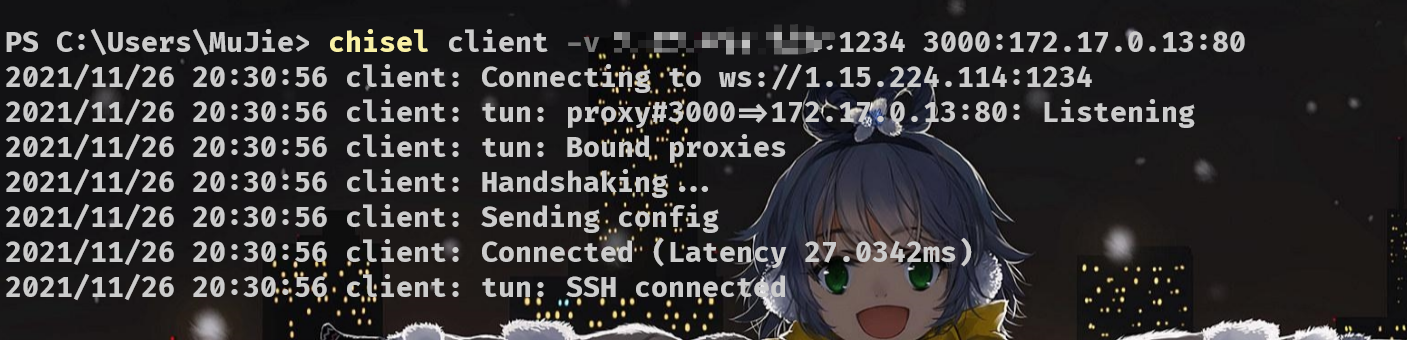 PS C:\Users\MuJie> chisel client -v :1234 3000:172.17.0.13:80
2021/11/26 20:30:56 client: Connecting to ws://1.15.224.114:1234
2021/11/26 20:30:56 client: tun: proxy#3000=>172.17.0.13:80: Listening
2021/11/26 20:30:56 client: tun: Bound proxies
2021/11/26 20:30:56 client: Handshaking...
2021/11/26 20:30:56 client: Sending config
2021/11/26 20:30:56 client: Connected (Latency 27.0342ms)
2021/11/26 20:30:56 client: tun: SSH connected